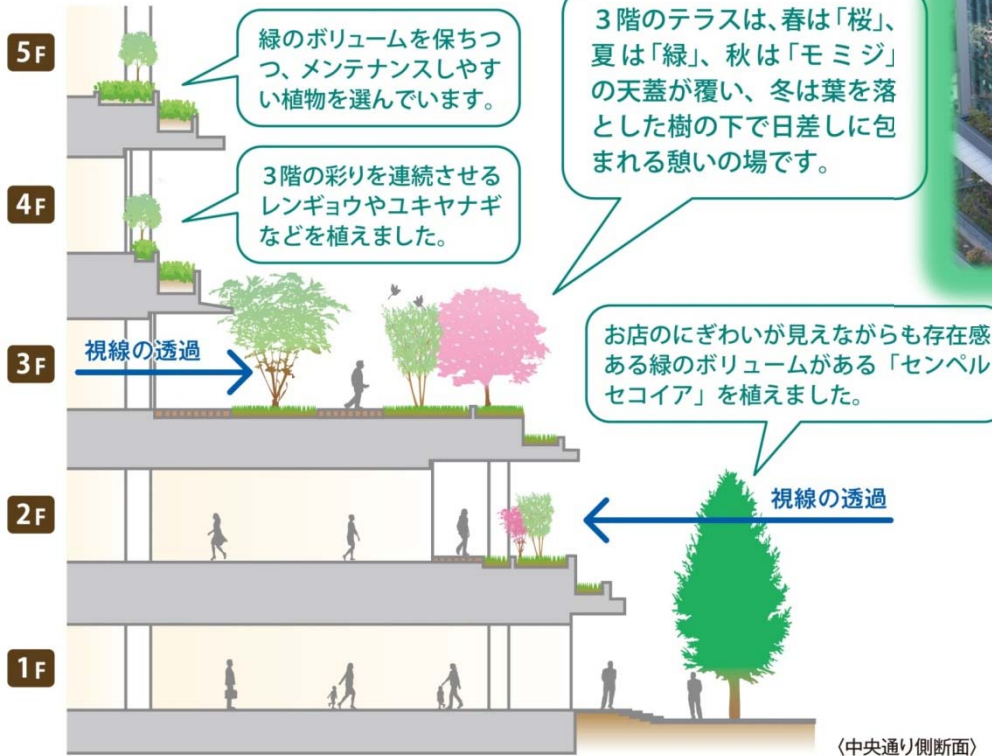 5F
緑のボリュームを保ちつ
つ、メンテナンスしやす
い植物を選んでいます。
3階のテラスは、春は「桜」、
夏は「緑」、秋は「モミジ」
の天蓋が覆い、冬は葉を落
とした樹の下で日差しに包
まれる憩いの場です。
4F
3階の彩りを連続させる
レンギョウやユキヤナギ
などを植えました。
3F
視線の透過
お店のにぎわいが見えながらも存在感
ある緑のボリュームがある「センペル
セコイア」を植えました。
2F
視線の透過
1F
〈中央通り側断面〉